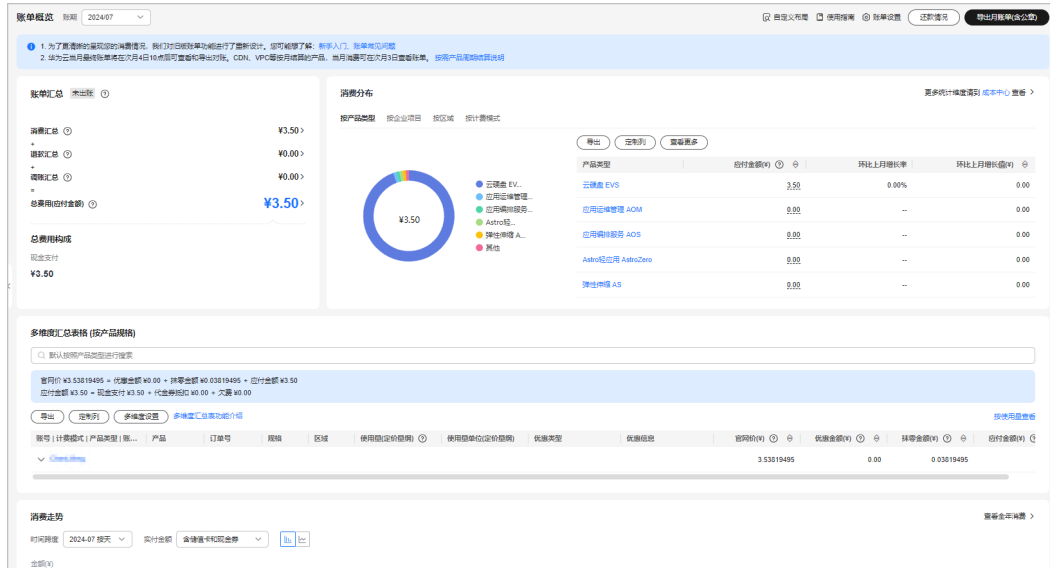 账单概览 账期 2024/07 自定义布局 使用指南 账单设置 还款情况 导出月账单(含公章)
1. 为了更清晰的呈现您的消费情况，我们对旧版账单功能进行了重新设计。您可能想了解：新手入门、账单常见问题
2. 华为云当月最终账单将在次月4日10点后可查看和导出对账。CDN、VPC等按月结算的产品，当月消费可在次月3日查看账单。 按照产品周期结算说明
账单汇总 未出账
消费汇总 ¥3.50
+
退款汇总 ¥0.00
+
调账汇总 ¥0.00
=
总费用(应付金额) ¥3.50
总费用构成
现金支付
¥3.50
消费分布 更多统计维度请到 成本中心 查看
按产品类型 按企业项目 按区域 按计费模式
¥3.50
云硬盘 EV...
应用运维管理...
应用编排服务...
Astro轻...
弹性伸缩 A...
其他
导出 定制列 查看更多
产品类型 应付金额(¥) 环比上月增长率 环比上月增长值(¥)
云硬盘 EVS 3.50 0.00% 0.00
应用运维管理 AOM 0.00 -- 0.00
应用编排服务 AOS 0.00 -- 0.00
Astro轻应用 AstroZero 0.00 -- 0.00
弹性伸缩 AS 0.00 -- 0.00
多维度汇总表格 (按产品规格)
默认按照产品类型进行搜索
官网价 ¥3.53819495 = 优惠金额 ¥0.00 + 抹零金额 ¥0.03819495 + 应付金额 ¥3.50
应付金额 ¥3.50 = 现金支付 ¥3.50 + 代金券抵扣 ¥0.00 + 欠费 ¥0.00
导出 定制列 多维度设置 多维度汇总表功能介绍 按使用量查看
账号 | 计费模式 | 产品类型 | 账... 产品 订单号 规格 区域 使用量(定价量纲) 使用量单位(定价量纲) 优惠类型 优惠信息 官网价(¥) 优惠金额(¥) 抹零金额(¥) 应付金额(¥)
3.53819495 0.00 0.03819495
消费走势 查看全年消费
时间跨度 2024-07 按天 实付金额 含储值卡和现金券
金额(¥)